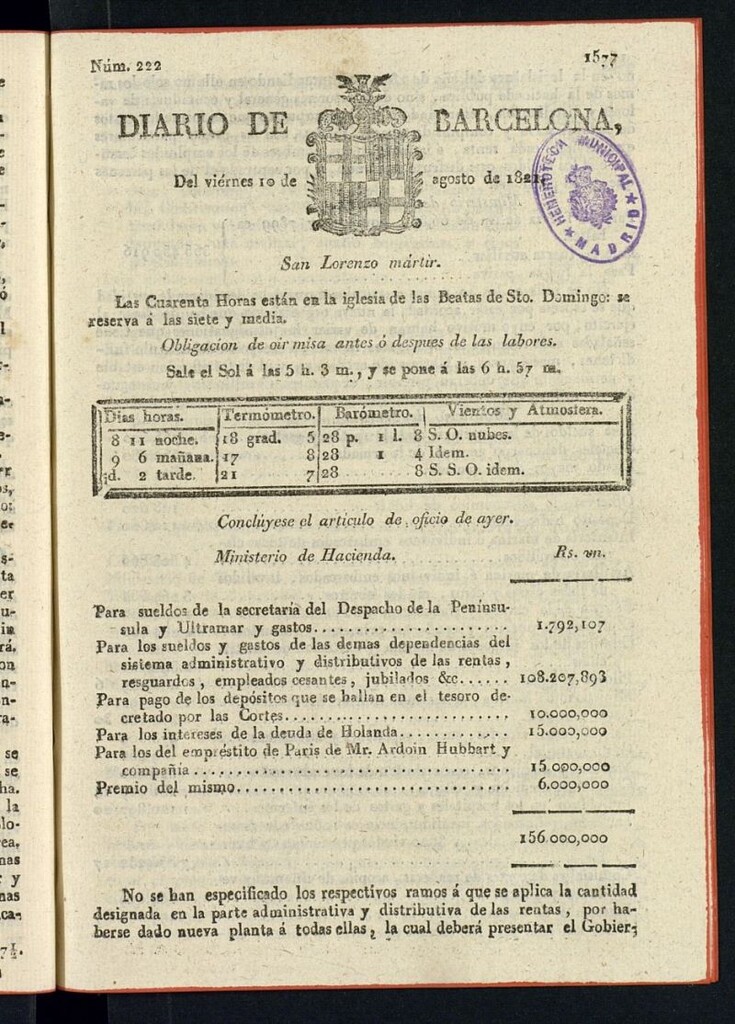 Núm. 222
1577
DIARIO DE BARCELONA,
Del viérnes 10 de agosto de 1821.
HEMEROTECA MUNICIPAL
★ MADRID ★
San Lorenzo mártir.
Las Cuarenta Horas están en la iglesia de las Beatas de Sto. Domingo: se
reserva á las siete y media.
Obligacion de oir misa antes ó despues de las labores.
Sale el Sol á las 5 h. 3 m., y se pone á las 6 h. 57 m.
Dias horas. Termómetro. Barómetro. Vientos y Atmosfera.
8 11 noche. 18 grad. 5 28 p. 1 l. 8 S. O. nubes.
9 6 mañana. 17 8 28 1 4 Idem.
id. 2 tarde. 21 7 28 8 S. S. O. idem.
Conclúyese el artículo de oficio de ayer.
Ministerio de Hacienda. Rs. vn.
Para sueldos de la secretaría del Despacho de la Penínsu-
sula y Ultramar y gastos.................... 1.792,107
Para los sueldos y gastos de las demas dependencias del
sistema administrativo y distributivos de las rentas,
resguardos, empleados cesantes, jubilados &c...... 108.207,893
Para pago de los depósitos que se hallan en el tesoro de-
cretado por las Cortes....................... 10.000,000
Para los intereses de la deuda de Holanda........... 15.000,000
Para los del empréstito de Paris de Mr. Ardoin Hubbart y
compañía................................ 15.000,000
Premio del mismo............................ 6.000,000
156.000,000
No se han especificado los respectivos ramos á que se aplica la cantidad
designada en la parte administrativa y distributiva de las rentas, por ha-
berse dado nueva planta á todas ellas, la cual deberá presentar el Gobier-